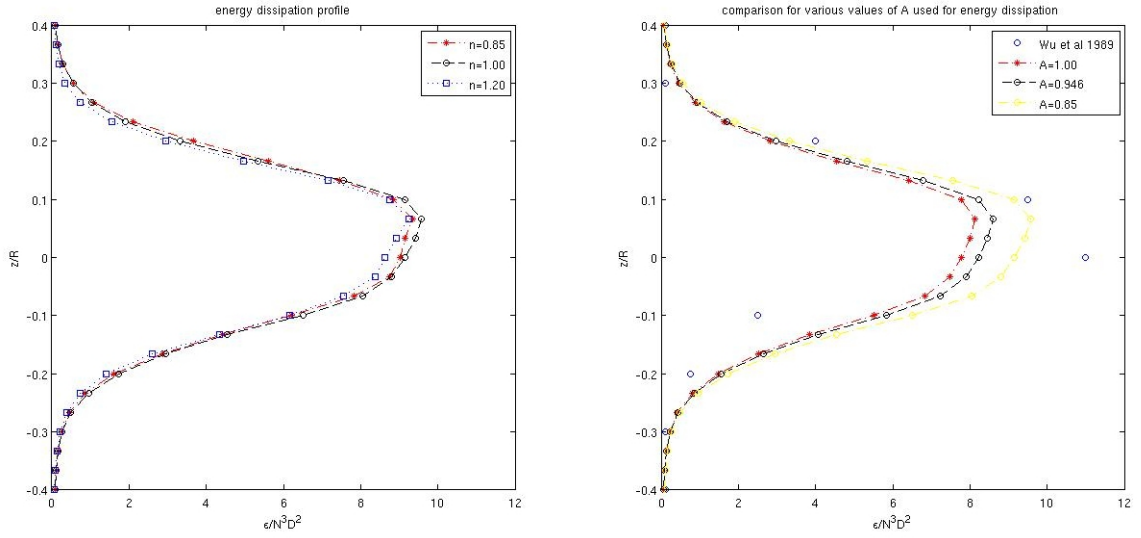 energy dissipation profile
0.4
0.3
0.2
0.1
0
-0.1
-0.2
-0.3
-0.4
z/R
0 2 4 6 8 10 12
ε/N³D²
n=0.85
n=1.00
n=1.20
comparison for various values of A used for energy dissipation
0.4
0.3
0.2
0.1
0
-0.1
-0.2
-0.3
-0.4
z/R
0 2 4 6 8 10 12
ε/N³D²
Wu et al 1989
A=1.00
A=0.946
A=0.85